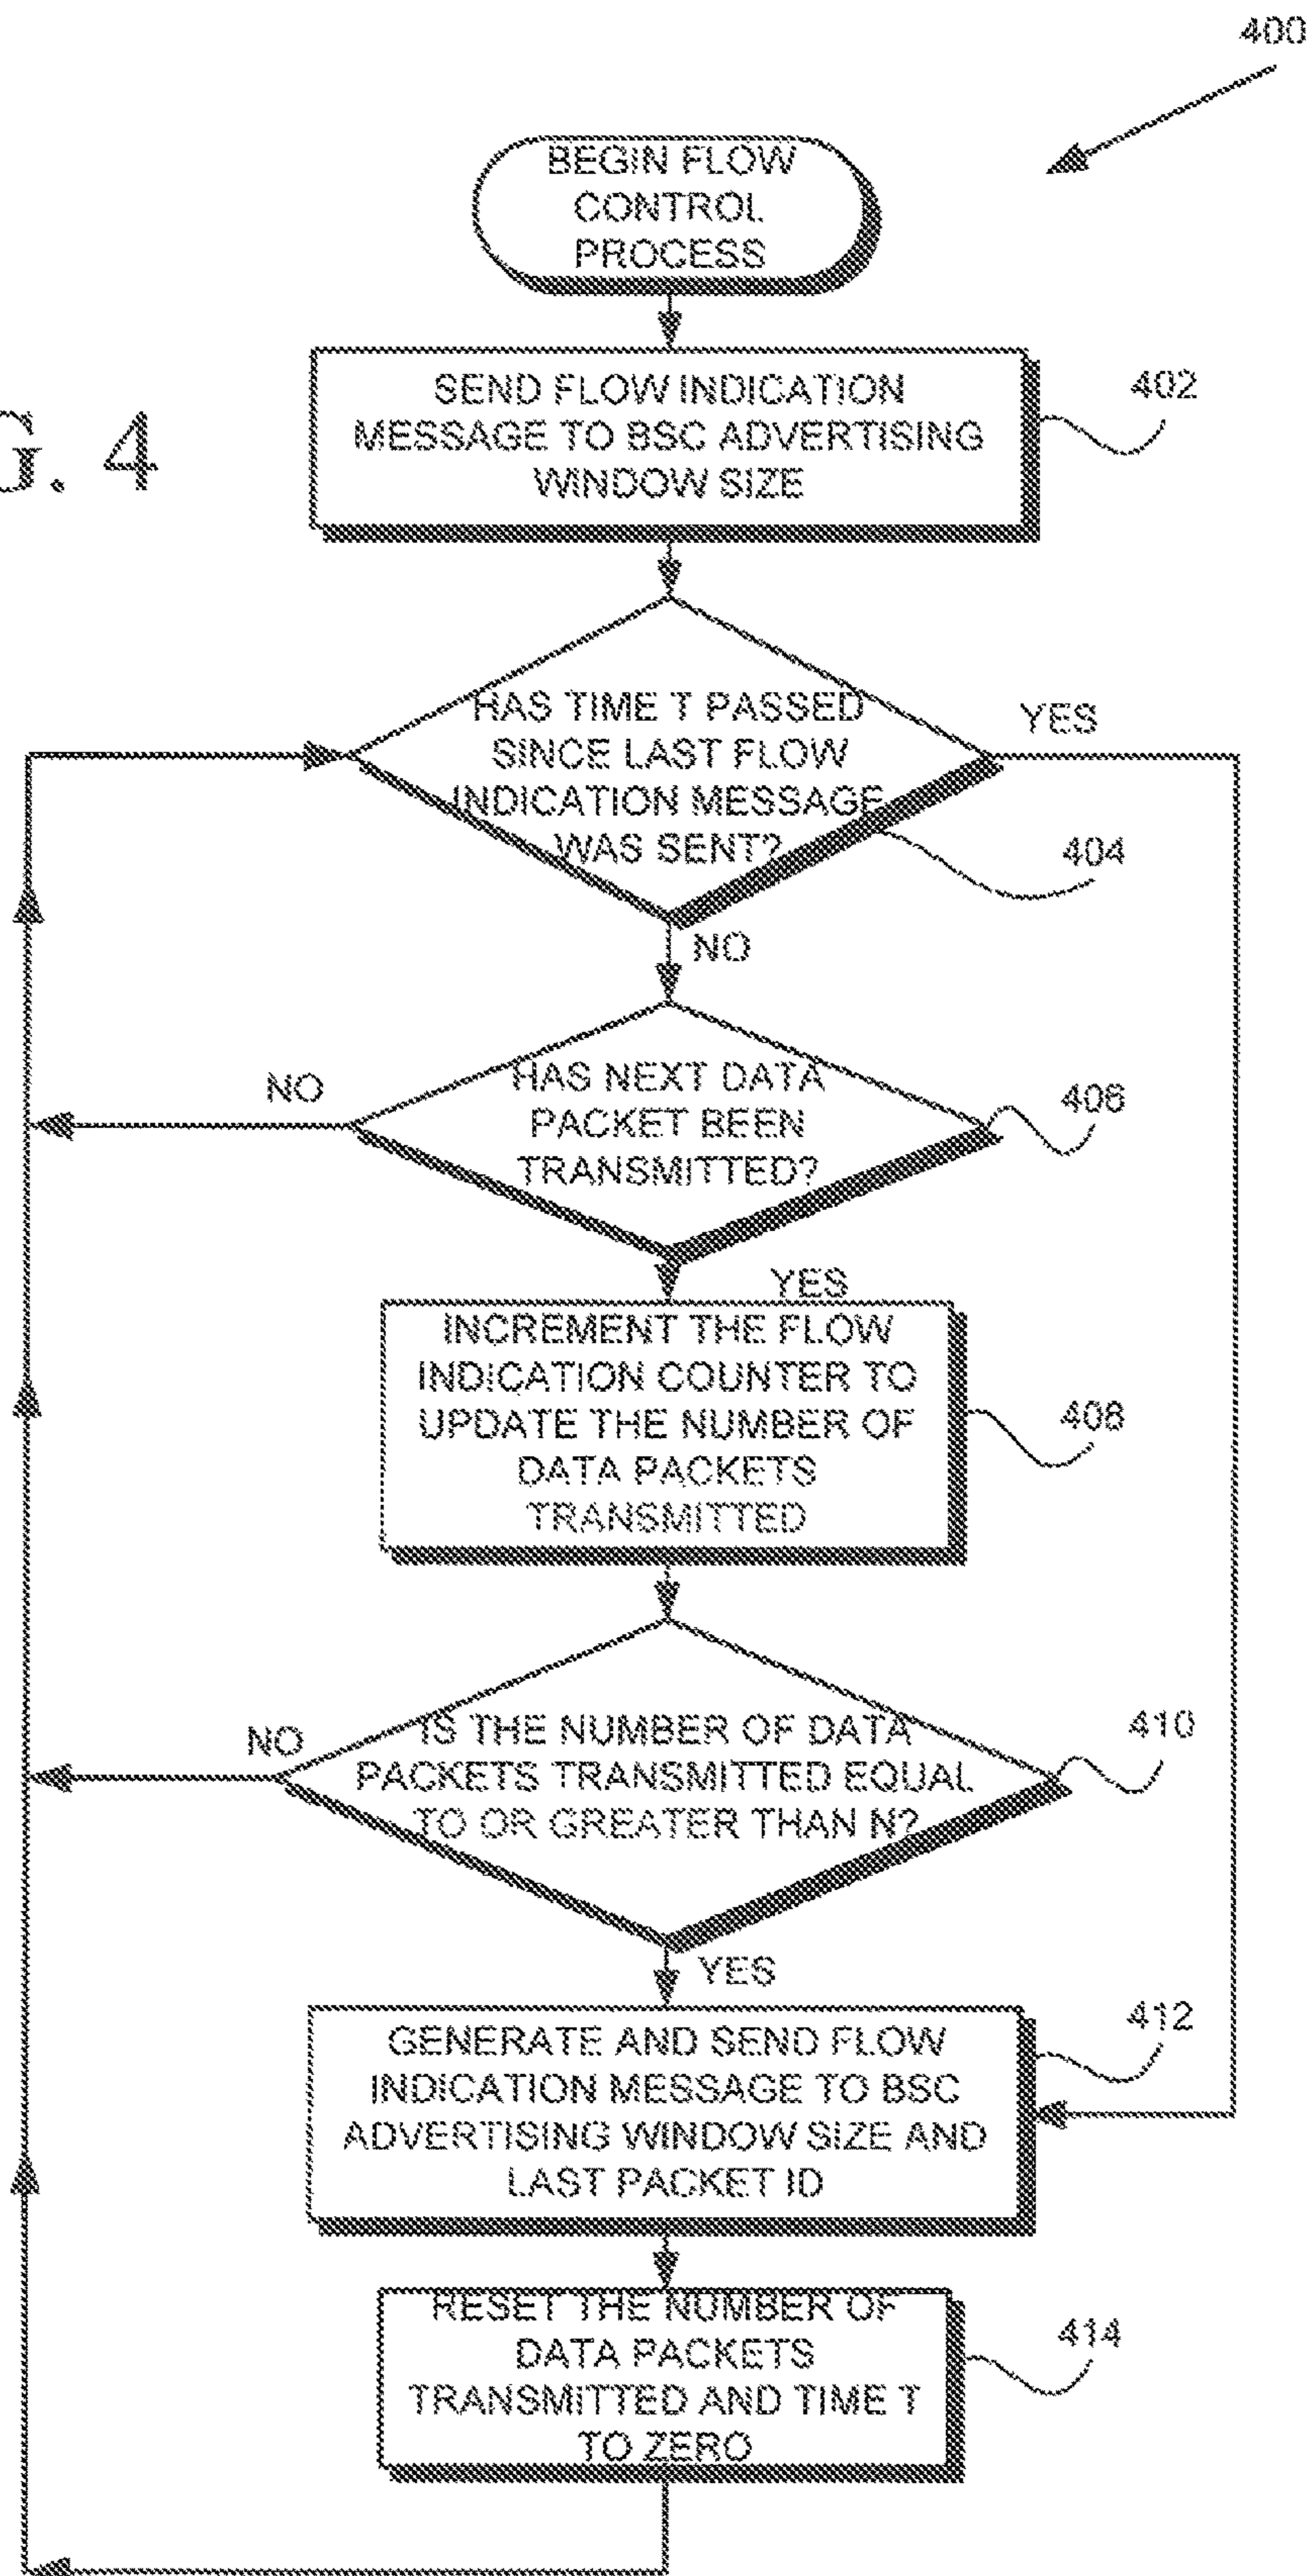 400
BEGIN FLOW
CONTROL
PROCESS
SEND FLOW INDICATION
MESSAGE TO BSC ADVERTISING
WINDOW SIZE
402
G. 4
HAS TIME T PASSED
SINCE LAST FLOW
INDICATION MESSAGE
WAS SENT?
YES
404
NO
HAS NEXT DATA
PACKET BEEN
TRANSMITTED?
NO
406
YES
INCREMENT THE FLOW
INDICATION COUNTER TO
UPDATE THE NUMBER OF
DATA PACKETS
TRANSMITTED
408
IS THE NUMBER OF DATA
PACKETS TRANSMITTED EQUAL
TO OR GREATER THAN N?
NO
410
YES
GENERATE AND SEND FLOW
INDICATION MESSAGE TO BSC
ADVERTISING WINDOW SIZE AND
LAST PACKET ID
412
RESET THE NUMBER OF
DATA PACKETS
TRANSMITTED AND TIME T
TO ZERO
414